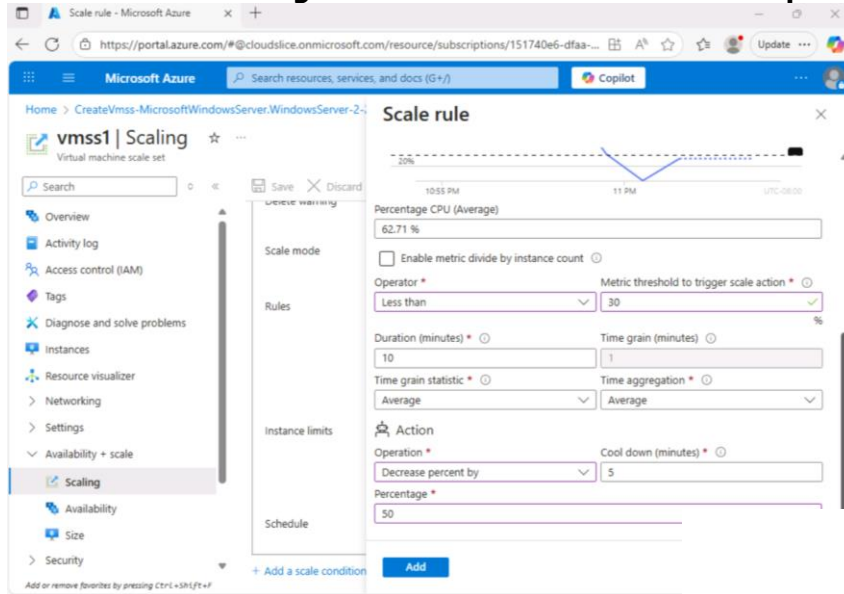 Scale rule - Microsoft Azure
https://portal.azure.com/#@cloudslice.onmicrosoft.com/resource/subscriptions/151740e6-dfaa-...
Update
Microsoft Azure
Search resources, services, and docs (G+/)
Copilot
Home > CreateVmss-MicrosoftWindowsServer.WindowsServer-2-
vmss1 | Scaling
Virtual machine scale set
Search
Overview
Activity log
Access control (IAM)
Tags
Diagnose and solve problems
Instances
Resource visualizer
Networking
Settings
Availability + scale
Scaling
Availability
Size
Security
Add or remove favorites by pressing Ctrl+Shift+F
Save
Discard
Delete warning
Scale mode
Rules
Instance limits
Schedule
+ Add a scale condition
Scale rule
20%
10:55 PM
11 PM
UTC-08:00
Percentage CPU (Average)
62.71 %
Enable metric divide by instance count
Operator *
Metric threshold to trigger scale action *
Less than
30
%
Duration (minutes) *
Time grain (minutes)
10
1
Time grain statistic *
Time aggregation *
Average
Average
Action
Operation *
Cool down (minutes) *
Decrease percent by
5
Percentage *
50
Add